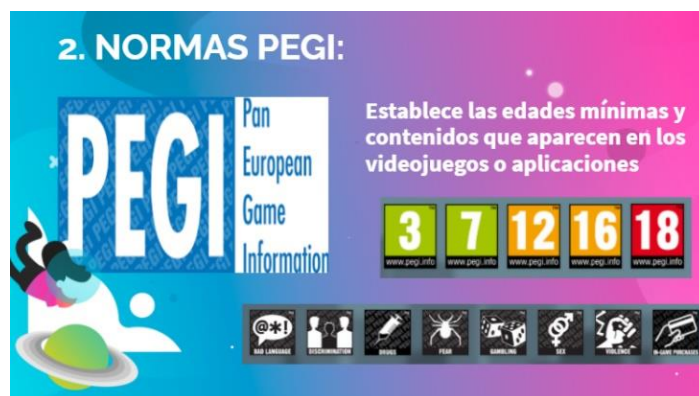 2. NORMAS PEGI:
PEGI
Pan
European
Game
Information
Establece las edades mínimas y
contenidos que aparecen en los
videojuegos o aplicaciones
3 7 12 16 18
www.pegi.info www.pegi.info www.pegi.info www.pegi.info www.pegi.info
@*!
BAD LANGUAGE DISCRIMINATION DRUGS FEAR GAMBLING SEX VIOLENCE IN-GAME PURCHASES